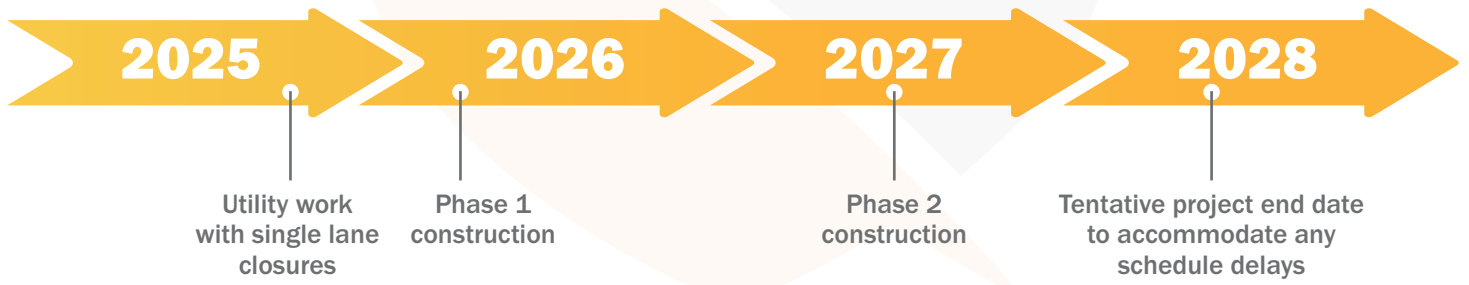 2025
2026
2027
2028
Utility work
with single lane
closures
Phase 1
construction
Phase 2
construction
Tentative project end date
to accommodate any
schedule delays